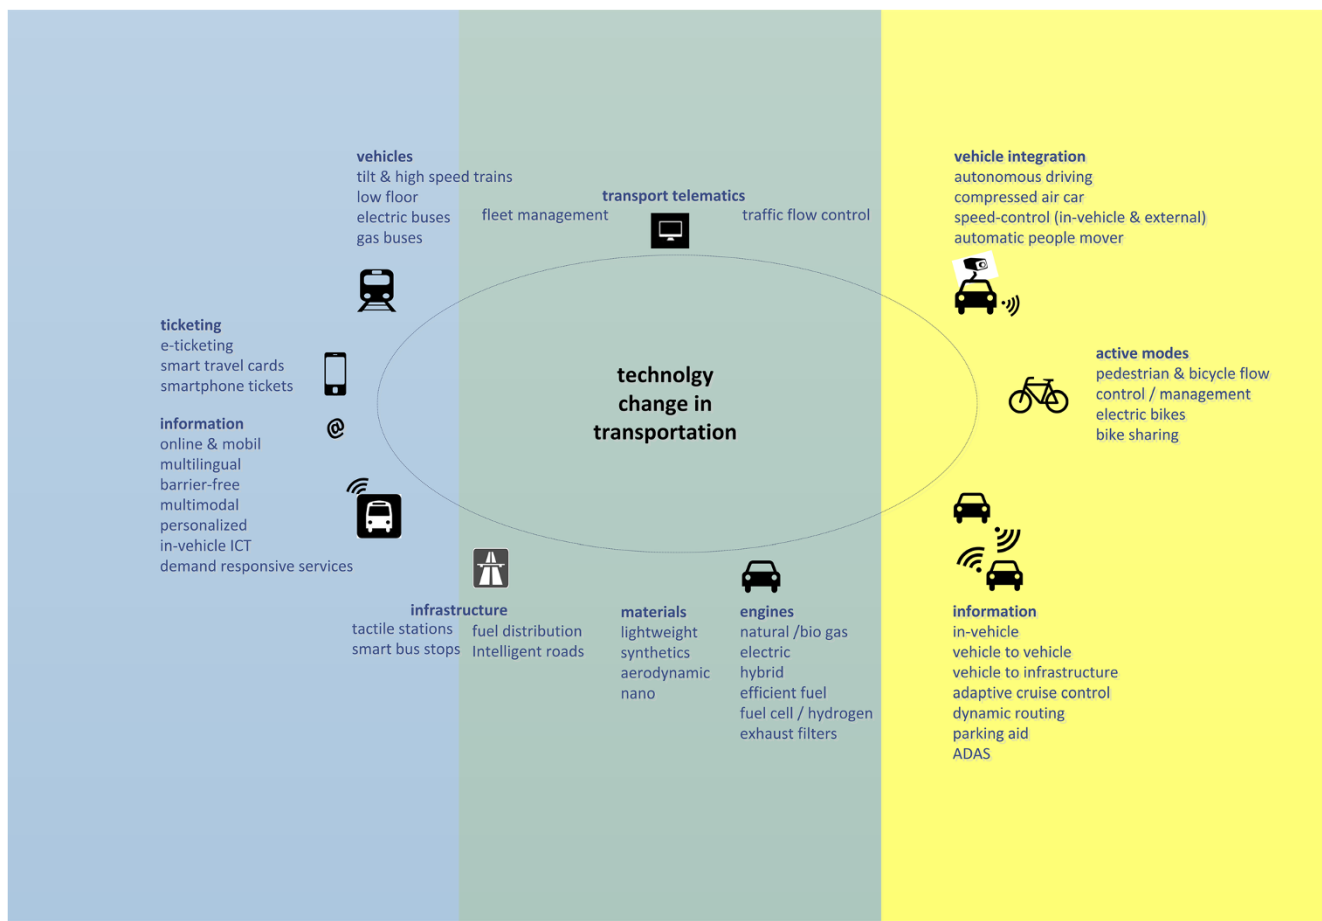 vehicles
tilt & high speed trains
low floor
electric buses
gas buses
transport telematics
fleet management
traffic flow control
vehicle integration
autonomous driving
compressed air car
speed-control (in-vehicle & external)
automatic people mover
ticketing
e-ticketing
smart travel cards
smartphone tickets
technolgy
change in
transportation
active modes
pedestrian & bicycle flow
control / management
electric bikes
bike sharing
information
@
online & mobil
multilingual
barrier-free
multimodal
personalized
in-vehicle ICT
demand responsive services
infrastructure
tactile stations
smart bus stops
fuel distribution
Intelligent roads
materials
lightweight
synthetics
aerodynamic
nano
engines
natural /bio gas
electric
hybrid
efficient fuel
fuel cell / hydrogen
exhaust filters
information
in-vehicle
vehicle to vehicle
vehicle to infrastructure
adaptive cruise control
dynamic routing
parking aid
ADAS